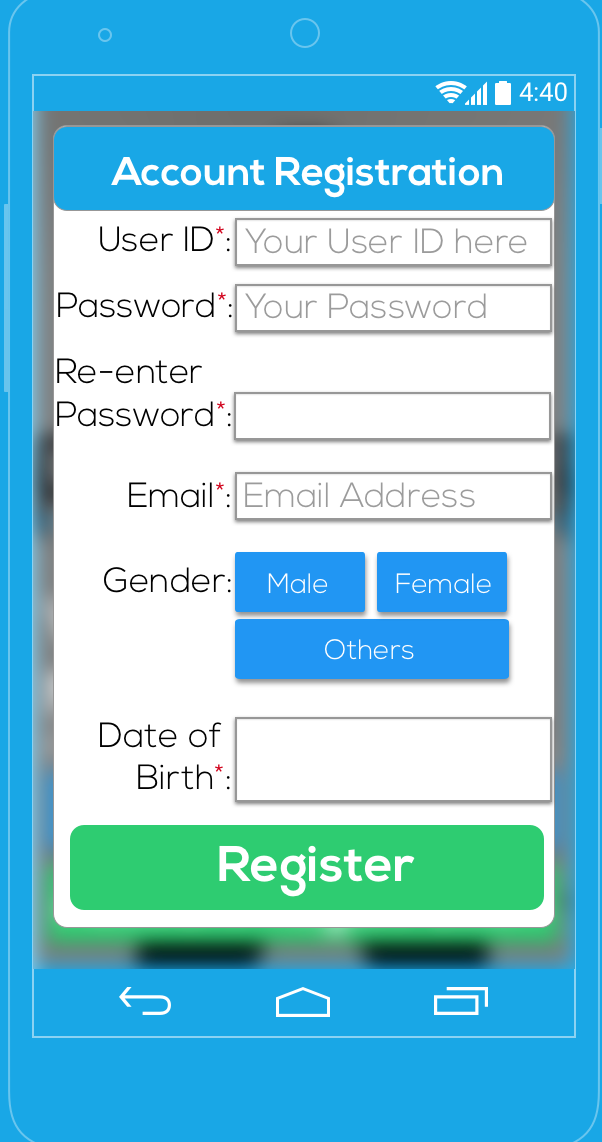 4:40
Account Registration
User ID*: Your User ID here
Password*: Your Password
Re-enter
Password*:
Email*: Email Address
Gender: Male Female
Others
Date of
Birth*:
Register